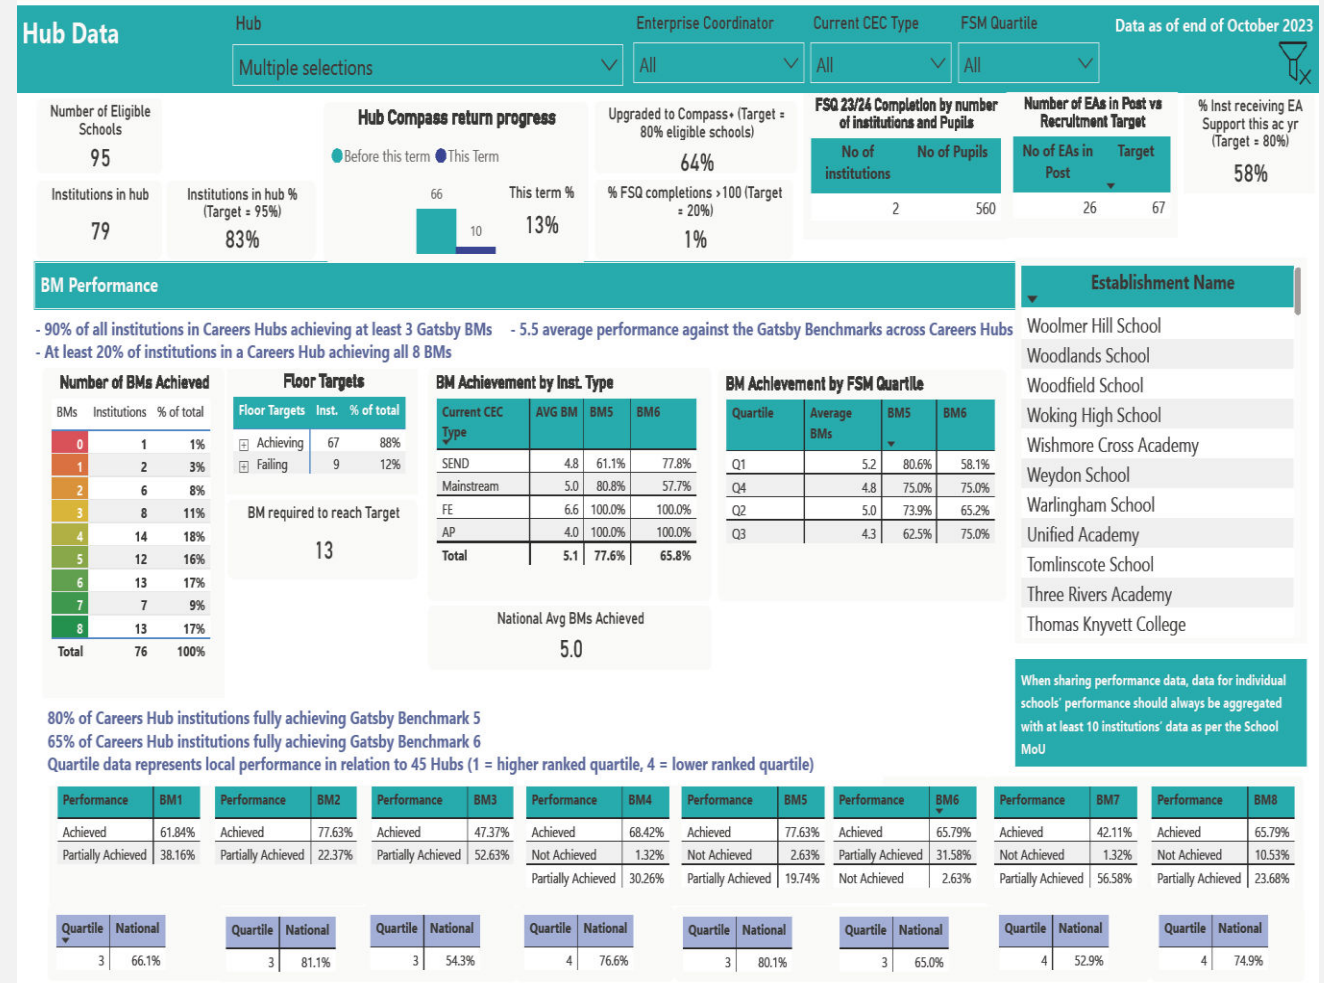 Hub Data
Hub
Multiple selections
Enterprise Coordinator
All
Current CEC Type
All
FSM Quartile
All
Data as of end of October 2023
Number of Eligible
Schools
95
Institutions in hub
79
Institutions in hub %
(Target = 95%)
83%
Hub Compass return progress
Before this term This Term
66
10
This term %
13%
Upgraded to Compass+ (Target =
80% eligible schools)
64%
% FSQ completions >100 (Target
= 20%)
1%
FSQ 23/24 Completion by number
of institutions and Pupils
No of
institutions
No of Pupils
2 560
Number of EAs in Post vs
Recruitment Target
No of EAs in
Post
Target
26 67
% Inst receiving EA
Support this ac yr
(Target = 80%)
58%
BM Performance
- 90% of all institutions in Careers Hubs achieving at least 3 Gatsby BMs - 5.5 average performance against the Gatsby Benchmarks across Careers Hubs
- At least 20% of institutions in a Careers Hub achieving all 8 BMs
Number of BMs Achieved
BMs Institutions % of total
0 1 1%
1 2 3%
2 6 8%
3 8 11%
4 14 18%
5 12 16%
6 13 17%
7 7 9%
8 13 17%
Total 76 100%
Floor Targets
Floor Targets Inst. % of total
Achieving 67 88%
Failing 9 12%
BM required to reach Target
13
BM Achievement by Inst. Type
Current CEC
Type
AVG BM BM5 BM6
SEND 4.8 61.1% 77.8%
Mainstream 5.0 80.8% 57.7%
FE 6.6 100.0% 100.0%
AP 4.0 100.0% 100.0%
Total 5.1 77.6% 65.8%
National Avg BMs Achieved
5.0
BM Achievement by FSM Quartile
Quartile Average
BMs
BM5 BM6
Q1 5.2 80.6% 58.1%
Q4 4.8 75.0% 75.0%
Q2 5.0 73.9% 65.2%
Q3 4.3 62.5% 75.0%
Establishment Name
Woolmer Hill School
Woodlands School
Woodfield School
Woking High School
Wishmore Cross Academy
Weydon School
Warlingham School
Unified Academy
Tomlinscote School
Three Rivers Academy
Thomas Knyvett College
When sharing performance data, data for individual
schools' performance should always be aggregated
with at least 10 institutions' data as per the School
MoU
80% of Careers Hub institutions fully achieving Gatsby Benchmark 5
65% of Careers Hub institutions fully achieving Gatsby Benchmark 6
Quartile data represents local performance in relation to 45 Hubs (1 = higher ranked quartile, 4 = lower ranked quartile)
Performance BM1
Achieved 61.84%
Partially Achieved 38.16%
Performance BM2
Achieved 77.63%
Partially Achieved 22.37%
Performance BM3
Achieved 47.37%
Partially Achieved 52.63%
Performance BM4
Achieved 68.42%
Not Achieved 1.32%
Partially Achieved 30.26%
Performance BM5
Achieved 77.63%
Not Achieved 2.63%
Partially Achieved 19.74%
Performance BM6
Achieved 65.79%
Partially Achieved 31.58%
Not Achieved 2.63%
Performance BM7
Achieved 42.11%
Not Achieved 1.32%
Partially Achieved 56.58%
Performance BM8
Achieved 65.79%
Not Achieved 10.53%
Partially Achieved 23.68%
Quartile National
3 66.1%
Quartile National
3 81.1%
Quartile National
3 54.3%
Quartile National
4 76.6%
Quartile National
3 80.1%
Quartile National
3 65.0%
Quartile National
4 52.9%
Quartile National
4 74.9%